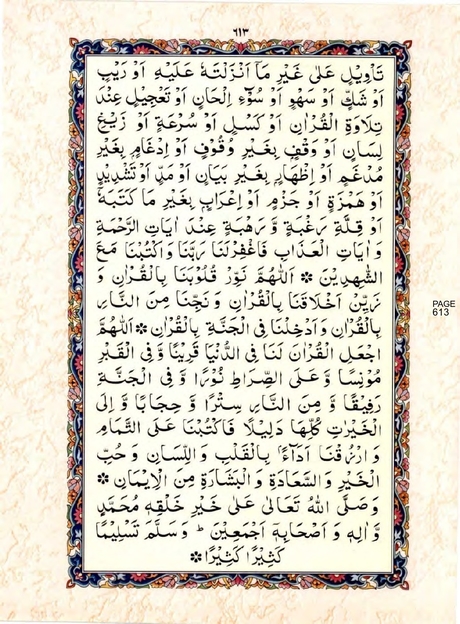 ٦١٣
تَاْوِيْلٍ عَلٰى غَيْرِ مَآ اَنْزَلْتَهٗ عَلَيْهِ اَوْ رَيْبٍ
اَوْ شَكٍّ اَوْ سَهْوٍ اَوْ سُوْٓءِ اِلْحَانٍ اَوْ تَعْجِيْلٍ عِنْدَ
تِلَاوَةِ الْقُرْاٰنِ اَوْ كَسْلٍ اَوْ سُرْعَةٍ اَوْ زَيْغِ
لِسَانٍ اَوْ وَقْفٍ بِغَيْرِ وُقُوْفٍ اَوْ اِدْغَامٍ بِغَيْرِ
مُدْغَمٍ اَوْ اِظْهَارٍ بِغَيْرِ بَيَانٍ اَوْ مَدٍّ اَوْ تَشْدِيْدٍ
اَوْ هَمْزَةٍ اَوْ جَزْمٍ اَوْ اِعْرَابٍ بِغَيْرِ مَا كَتَبَهٗ
اَوْ قِلَّةِ رَغْبَةٍ وَّ رَهْبَةٍ عِنْدَ اٰيَاتِ الرَّحْمَةِ
وَ اٰيَاتِ الْعَذَابِ فَاغْفِرْلَنَا رَبَّنَا وَاكْتُبْنَا مَعَ
الشّٰهِدِيْنَ ۞ اَللّٰهُمَّ نَوِّرْ قُلُوْبَنَا بِالْقُرْاٰنِ وَ
زَيِّنْ اَخْلَاقَنَا بِالْقُرْاٰنِ وَ نَجِّنَا مِنَ النَّارِ
بِالْقُرْاٰنِ وَ اَدْخِلْنَا فِى الْجَنَّةِ بِالْقُرْاٰنِ ۞ اَللّٰهُمَّ
اجْعَلِ الْقُرْاٰنَ لَنَا فِى الدُّنْيَا قَرِيْنًا وَّ فِى الْقَبْرِ
مُوْنِسًا وَّ عَلَى الصِّرَاطِ نُوْرًا وَّ فِى الْجَنَّةِ
رَفِيْقًا وَّ مِنَ النَّارِ سِتْرًا وَّ حِجَابًا وَّ اِلَى
الْخَيْرٰتِ كُلِّهَا دَلِيْلًا فَاكْتُبْنَا عَلَى التَّمَامِ
وَ ارْزُقْنَا اَدَآءًۢ بِالْقَلْبِ وَ اللِّسَانِ وَ حُبِّ
الْخَيْرِ وَ السَّعَادَةِ وَ الْبَشَارَةِ مِنَ الْاِيْمَانِ ۞
وَ صَلَّى اللّٰهُ تَعَالٰى عَلٰى خَيْرِ خَلْقِهٖ مُحَمَّدٍ
وَّ اٰلِهٖ وَ اَصْحَابِهٖٓ اَجْمَعِيْنَ ط وَ سَلَّمَ تَسْلِيْمًا
كَثِيْرًا كَثِيْرًا ۞
PAGE
613